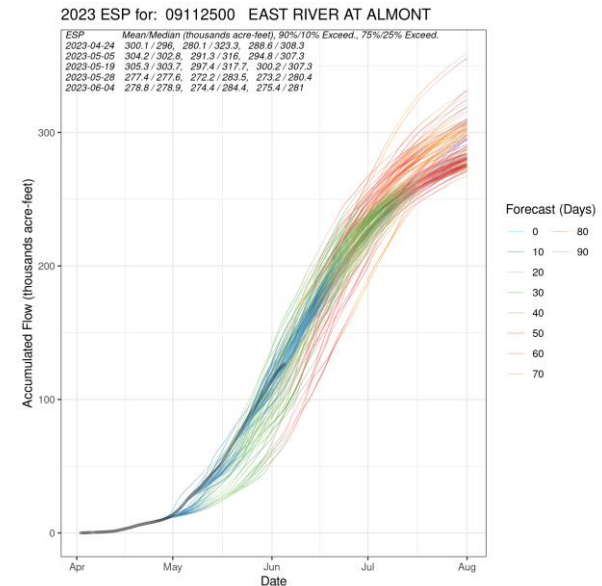 2023 ESP for: 09112500 EAST RIVER AT ALMONT
ESP Mean/Median (thousands acre-feet), 90%/10% Exceed., 75%/25% Exceed.
2023-04-24 300.1 / 296, 280.1 / 323.3, 288.6 / 308.3
2023-05-05 304.2 / 302.8, 291.3 / 316, 294.8 / 307.3
2023-05-19 305.3 / 303.7, 297.4 / 317.7, 300.2 / 307.3
2023-05-28 277.4 / 277.6, 272.2 / 283.5, 273.2 / 280.4
2023-06-04 278.8 / 278.9, 274.4 / 284.4, 275.4 / 281
Accumulated Flow (thousands acre-feet)
300
200
100
0
Apr May Jun Jul Aug
Date
Forecast (Days)
0 80
10 90
20
30
40
50
60
70